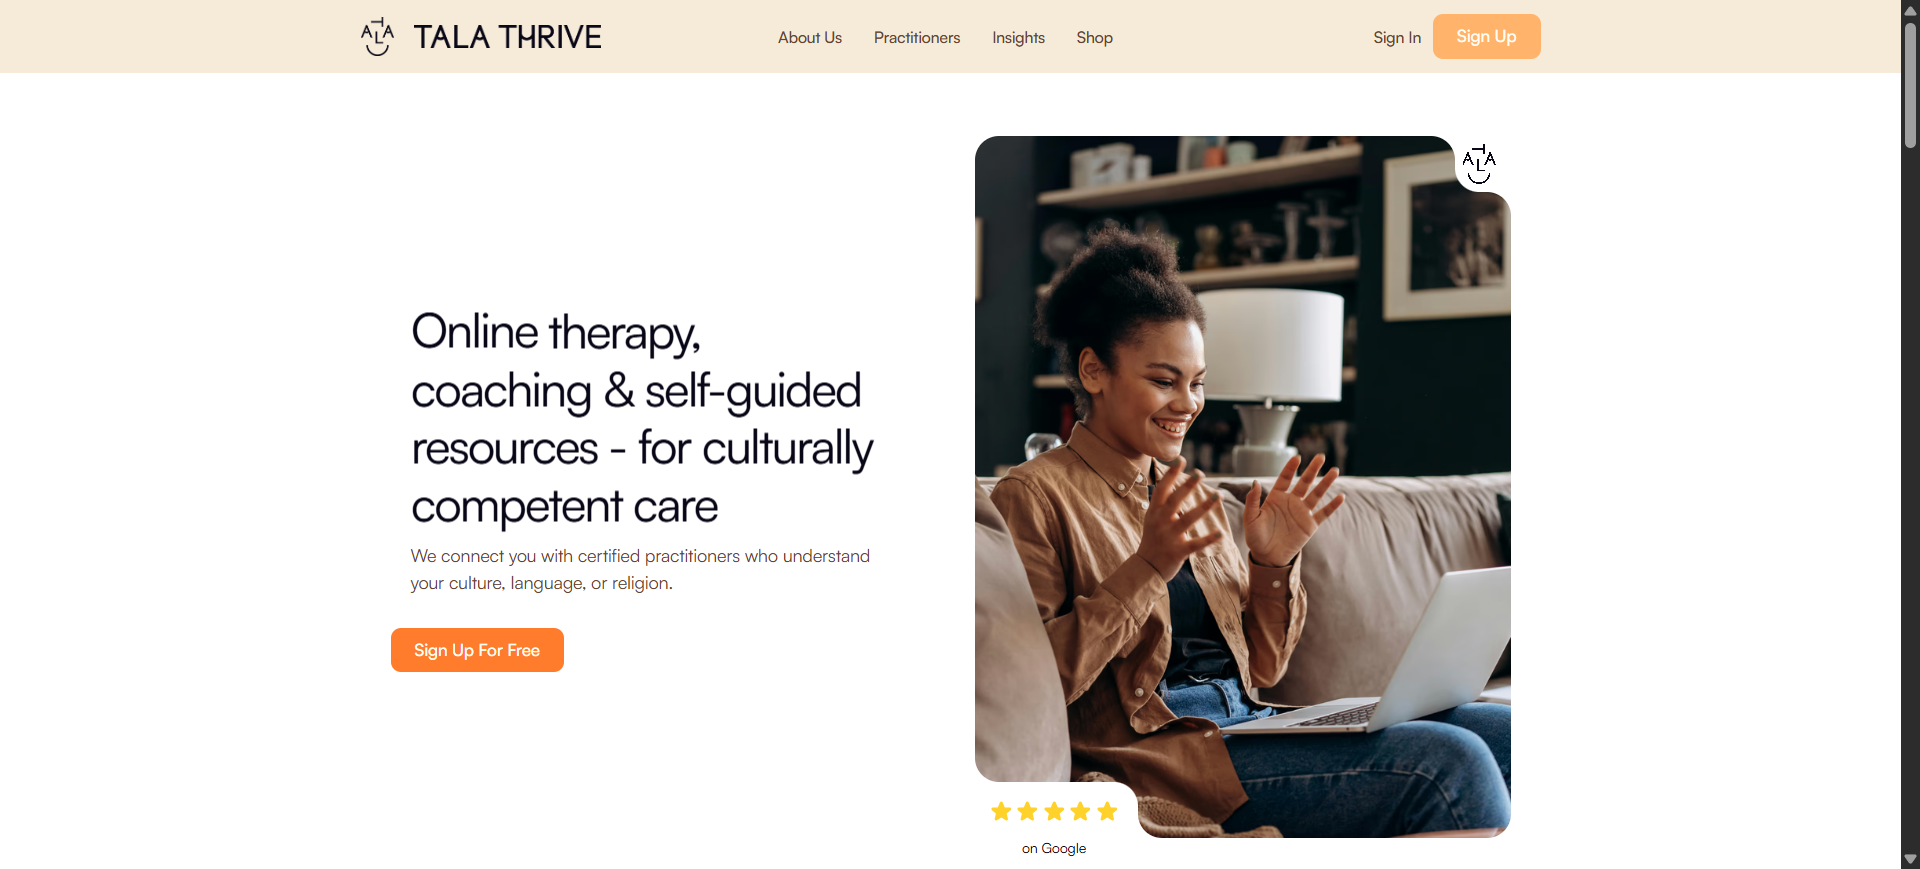 TALA
TALA THRIVE
About Us
Practitioners
Insights
Shop
Sign In
Sign Up
TALA
Online therapy,
coaching & self-guided
resources - for culturally
competent care
We connect you with certified practitioners who understand
your culture, language, or religion.
Sign Up For Free
on Google